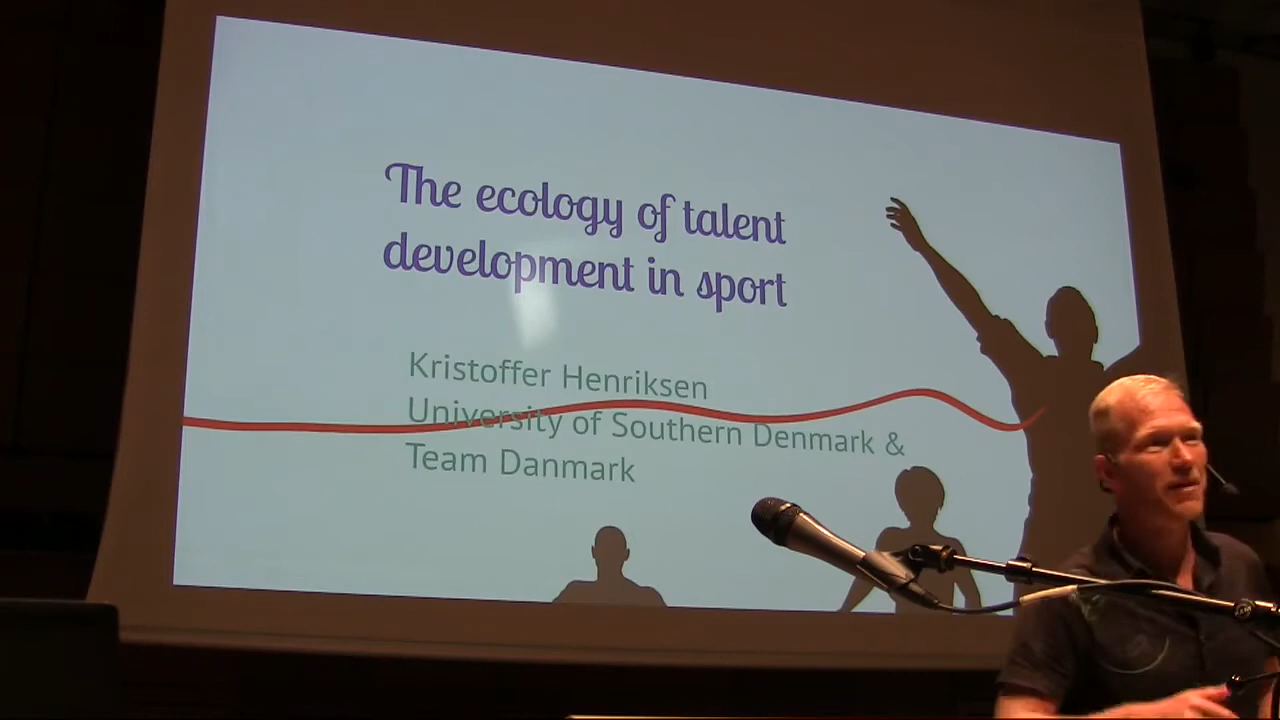 The ecology of talent
development in sport
Kristoffer Henriksen
University of Southern Denmark &
Team Danmark